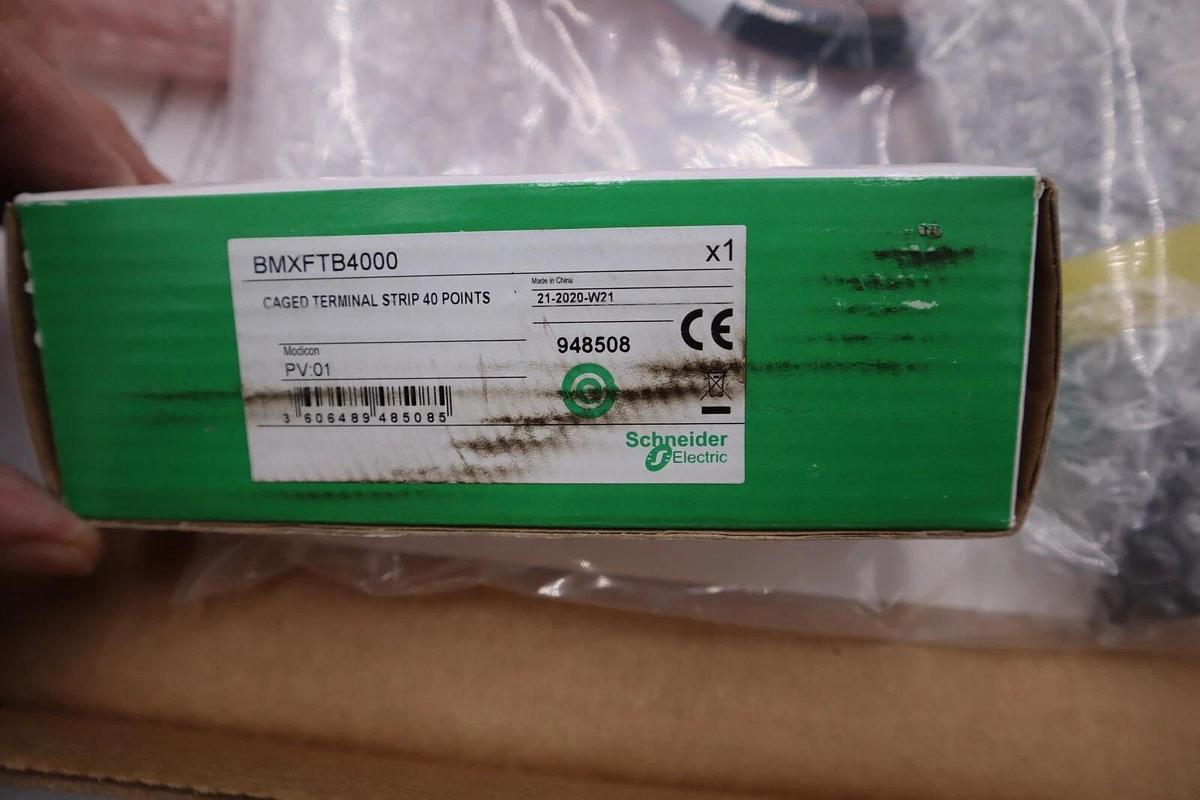 BMXFTB4000
x1
CAGED TERMINAL STRIP 40 POINTS
Made in China
21-2020-W21
948508
CE
Modicon
PV:01
3 606489 485085
Schneider
Electric